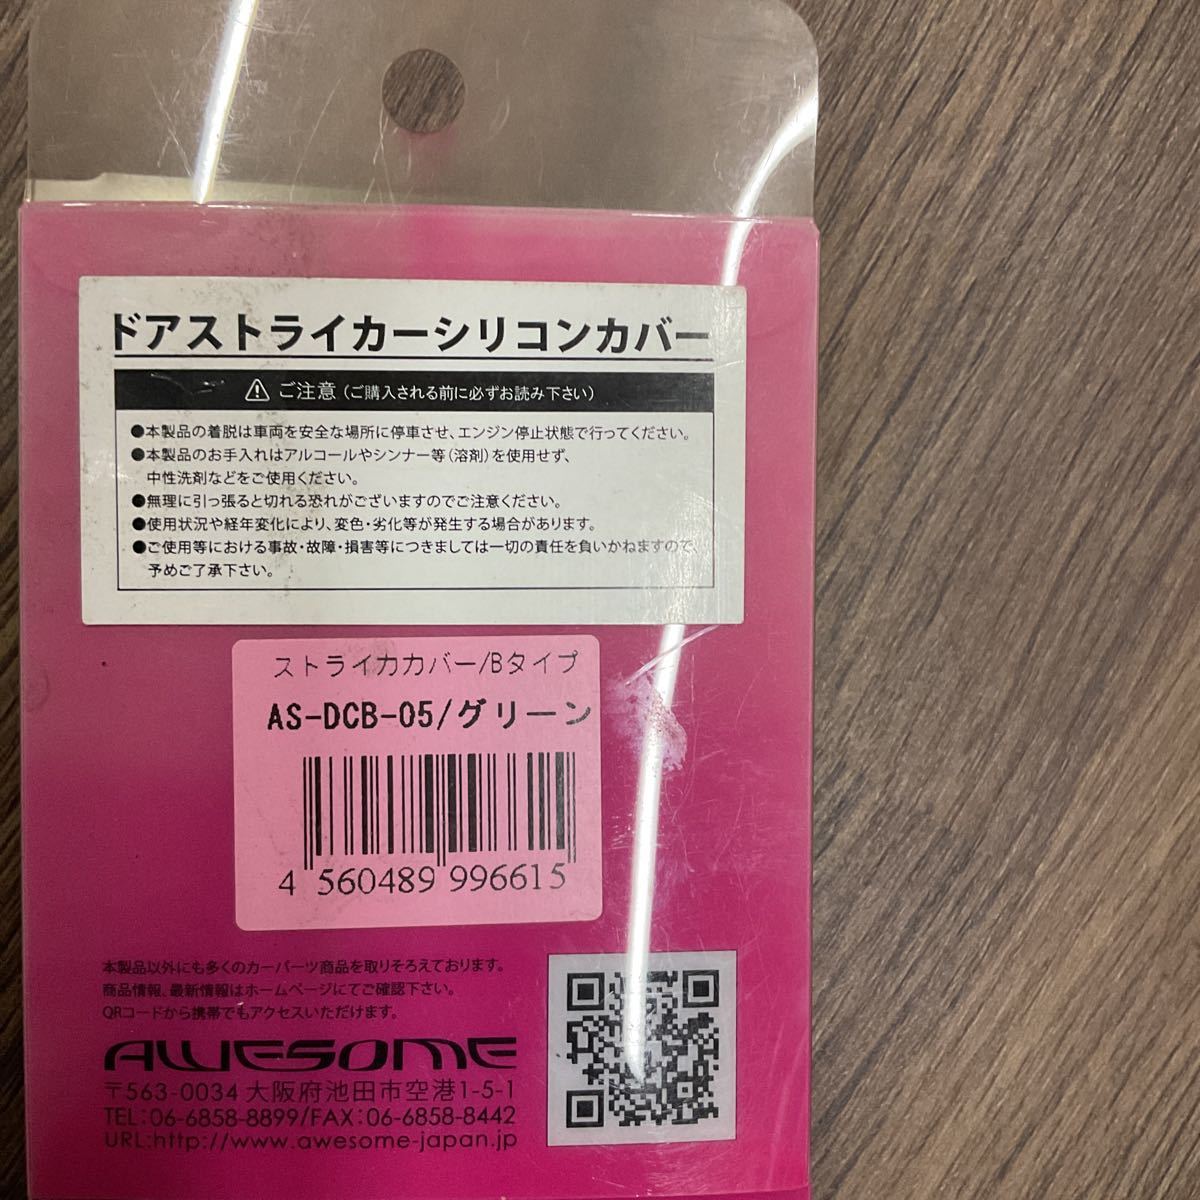 ドアストライカーシリコンカバー
⚠ ご注意（ご購入される前に必ずお読み下さい）
●本製品の着脱は車両を安全な場所に停車させ、エンジン停止状態で行ってください。
●本製品のお手入れはアルコールやシンナー等（溶剤）を使用せず、
中性洗剤などをご使用ください。
●無理に引っ張ると切れる恐れがございますのでご注意ください。
●使用状況や経年変化により、変色・劣化等が発生する場合があります。
●ご使用等における事故・故障・損害等につきましては一切の責任を負いかねますので、
予めご了承下さい。
ストライカカバー/Bタイプ
AS-DCB-05/グリーン
4 560489 996615
本製品以外にも多くのカーパーツ商品を取りそろえております。
商品情報、最新情報はホームページにてご確認下さい。
QRコードから携帯でもアクセスいただけます。
AWESOME
〒563-0034 大阪府池田市空港1-5-1
TEL:06-6858-8899/FAX:06-6858-8442
URL:http://www.awesome-japan.jp